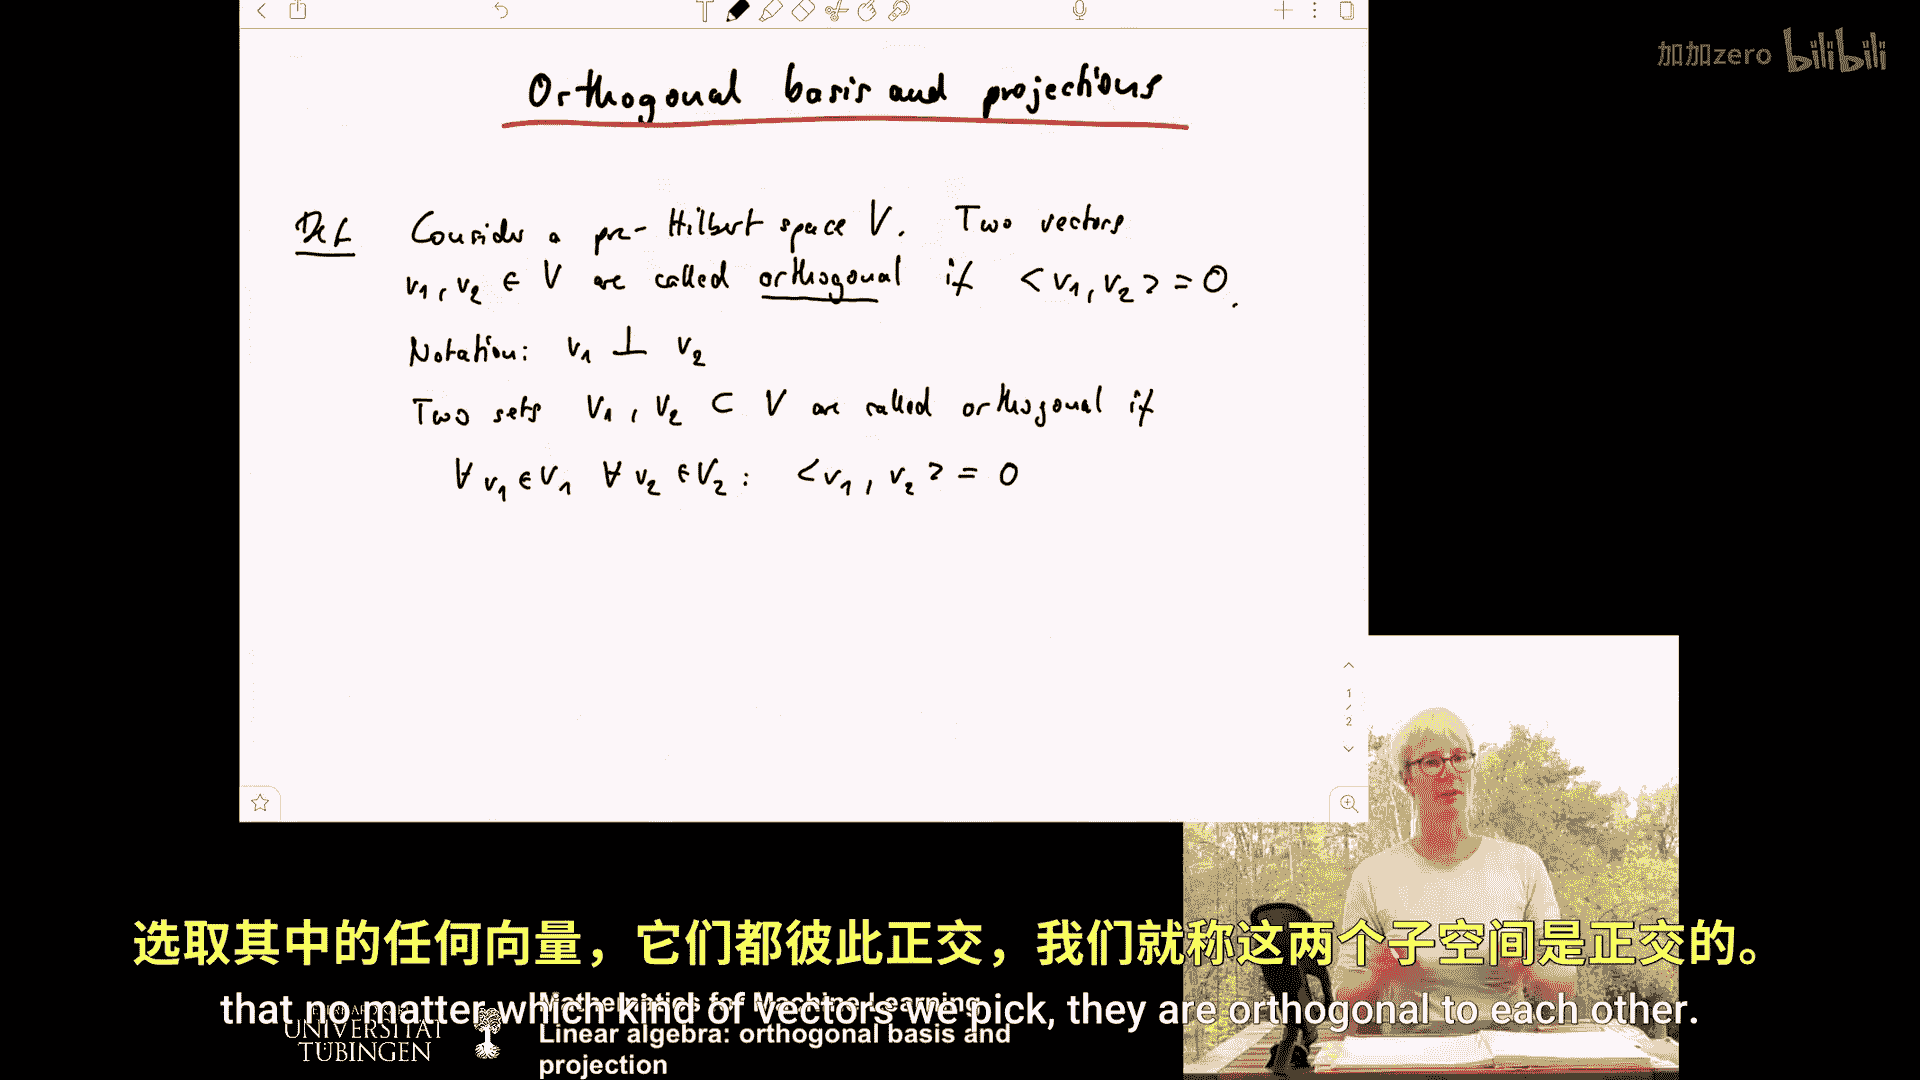 加加zero bilibili
Orthogonal basis and projections
Def Consider a pre-Hilbert space V. Two vectors
v₁, v₂ ∈ V are called orthogonal if <v₁, v₂> = 0.
Notation: v₁ ⊥ v₂
Two sets V₁, V₂ ⊂ V are called orthogonal if
∀ v₁ ∈ V₁ ∀ v₂ ∈ V₂: <v₁, v₂> = 0
1
/
2
选取其中的任何向量，它们都彼此正交，我们就称这两个子空间是正交的。
that no matter which kind of vectors we pick, they are orthogonal to each other.
UNIVERSITÄT
TÜBINGEN
Mathematics for Machine Learning
Linear algebra: orthogonal basis and
projection